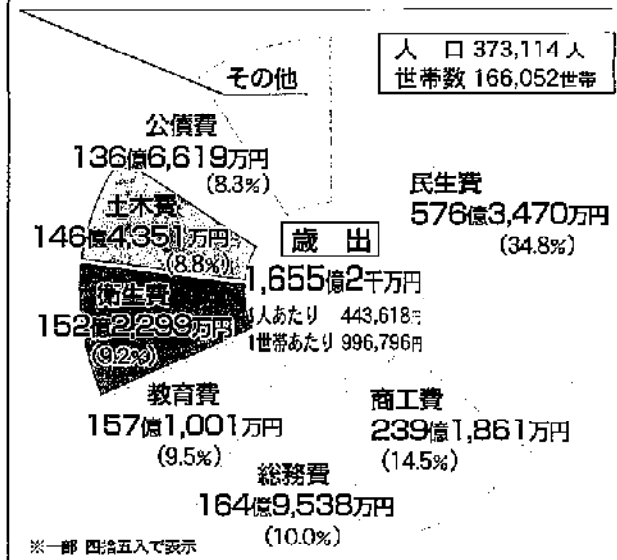 人 口 373,114人
世帯数 166,052世帯
その他
公債費
136億6,619万円
(8.3%)
土木費
146億4,351万円
(8.8%)
衛生費
152億2,299万円
(9.2%)
教育費
157億1,001万円
(9.5%)
総務費
164億9,538万円
(10.0%)
商工費
239億1,861万円
(14.5%)
民生費
576億3,470万円
(34.8%)
歳 出
1,655億2千万円
1人あたり 443,618円
1世帯あたり 996,796円
※一部 四捨五入で表示